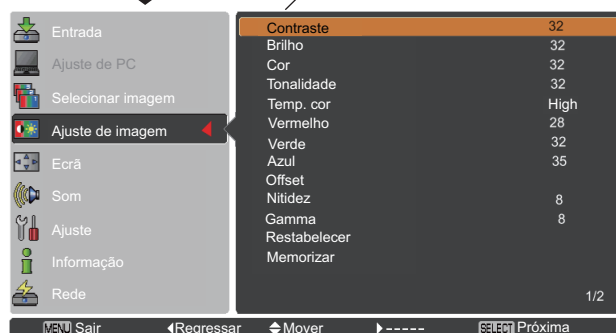 Entrada
Ajuste de PC
Selecionar imagem
Ajuste de imagem
Ecrã
Som
Ajuste
Informação
Rede
Contraste 32
Brilho 32
Cor 32
Tonalidade 32
Temp. cor High
Vermelho 28
Verde 32
Azul 35
Offset
Nitidez 8
Gamma 8
Restabelecer
Memorizar
1/2
MENU Sair Regressar Mover ----- SELECT Próxima